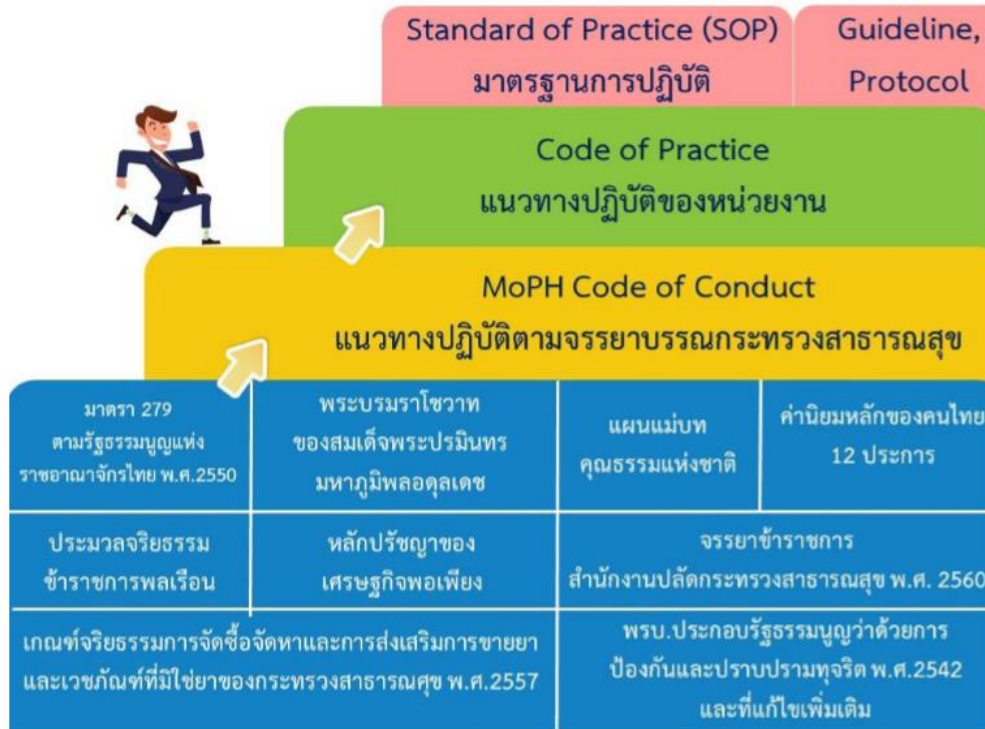 Standard of Practice (SOP)
มาตรฐานการปฏิบัติ
Guideline,
Protocol
Code of Practice
แนวทางปฏิบัติของหน่วยงาน
MoPH Code of Conduct
แนวทางปฏิบัติตามจรรยาบรรณกระทรวงสาธารณสุข
มาตรา 279
ตามรัฐธรรมนูญแห่ง
ราชอาณาจักรไทย พ.ศ.2550
พระบรมราโชวาท
ของสมเด็จพระปรมินทร
มหาภูมิพลอดุลเดช
แผนแม่บท
คุณธรรมแห่งชาติ
ค่านิยมหลักของคนไทย
12 ประการ
ประมวลจริยธรรม
ข้าราชการพลเรือน
หลักปรัชญาของ
เศรษฐกิจพอเพียง
จรรยาข้าราชการ
สำนักงานปลัดกระทรวงสาธารณสุข พ.ศ. 2560
เกณฑ์จริยธรรมการจัดซื้อจัดหาและการส่งเสริมการขายยา
และเวชภัณฑ์ที่มิใช่ยาของกระทรวงสาธารณศุข พ.ศ.2557
พรบ.ประกอบรัฐธรรมนูญว่าด้วยการ
ป้องกันและปราบปรามทุจริต พ.ศ.2542
และที่แก้ไขเพิ่มเติม